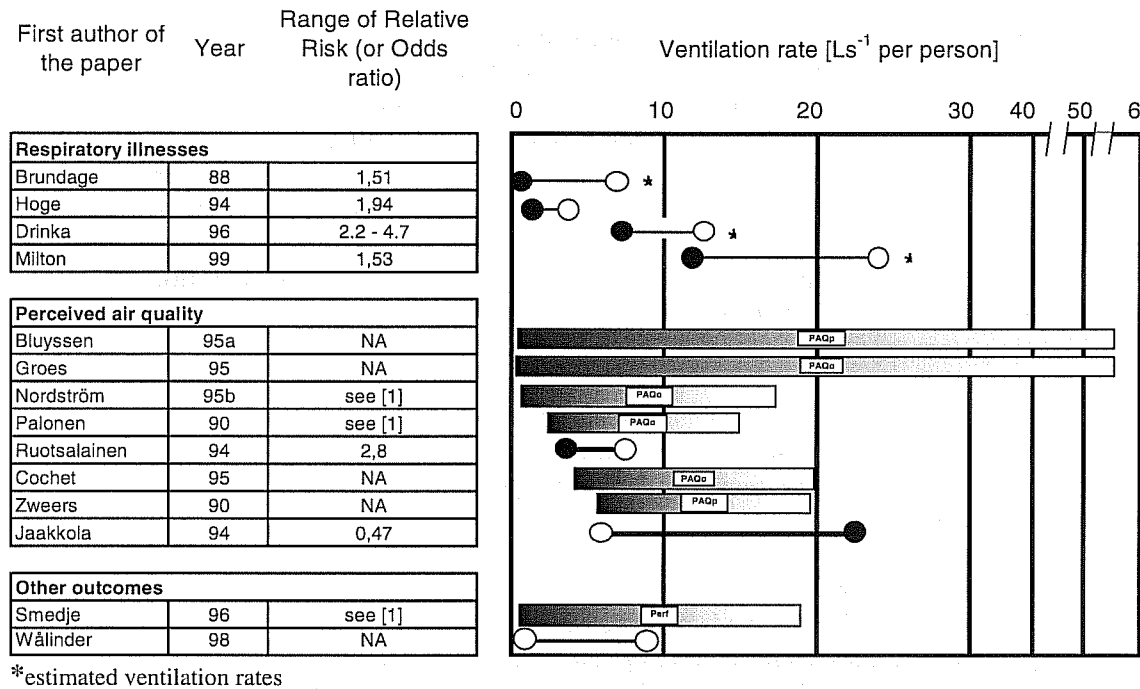 First author of the paper Year Range of Relative Risk (or Odds ratio) Ventilation rate [Ls⁻¹ per person]
0 10 20 30 40 50 6
Respiratory illnesses
Brundage 88 1,51 *
Hoge 94 1,94
Drinka 96 2.2 - 4.7 *
Milton 99 1,53 *
Perceived air quality
Bluyssen 95a NA PAQp
Groes 95 NA PAQo
Nordström 95b see [1] PAQo
Palonen 90 see [1] PAQo
Ruotsalainen 94 2,8
Cochet 95 NA PAQo
Zweers 90 NA PAQp
Jaakkola 94 0,47
Other outcomes
Smedje 96 see [1] Perf
Wålinder 98 NA
*estimated ventilation rates